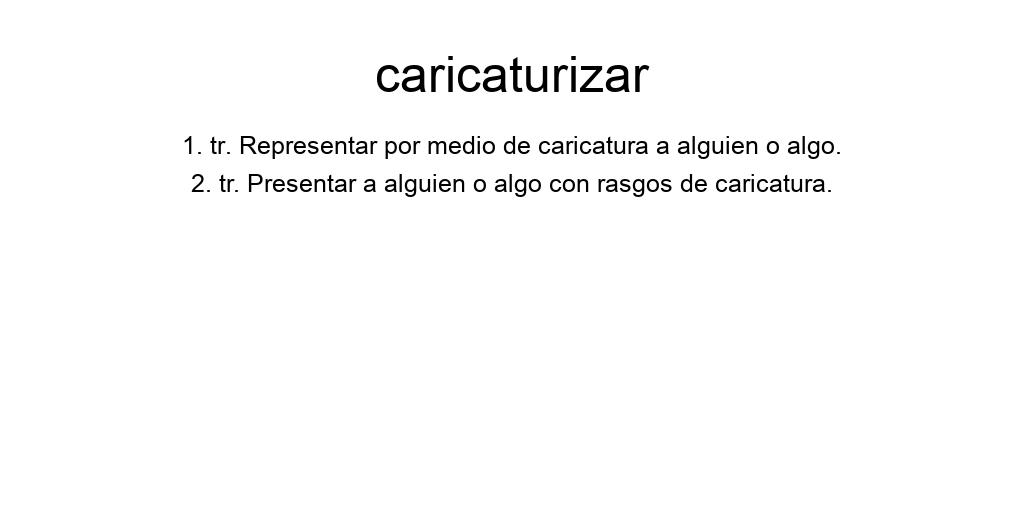 caricaturizar
1. tr. Representar por medio de caricatura a alguien o algo.
2. tr. Presentar a alguien o algo con rasgos de caricatura.